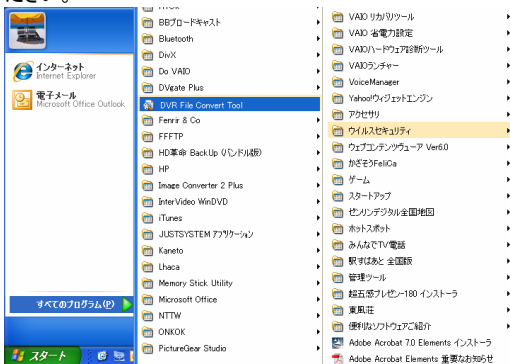 ださい。
インターネット
Internet Explorer
電子メール
Microsoft Office Outlook
すべてのプログラム(P)
スタート
BBブロードキャスト
Bluetooth
DivX
Do VAIO
DVgate Plus
DVR File Convert Tool
Fenrir & Co
FFFTP
HD革命 BackUp (バンドル版)
HP
Image Converter 2 Plus
InterVideo WinDVD
iTunes
JUSTSYSTEM アプリケーション
Kaneto
Lhaca
Memory Stick Utility
Microsoft Office
NTTW
ONKOK
PictureGear Studio
VAIO リカバリツール
VAIO 省電力設定
VAIOハードウェア診断ツール
VAIOランチャー
VoiceManager
Yahoo!ウィジェットエンジン
アクセサリ
ウイルスセキュリティ
ウェブコンテンツビューア Ver6.0
かざそうFeliCa
ゲーム
スタートアップ
ゼンリンデジタル全国地図
ホットスポット
みんなでTV電話
駅すぱあと 全国版
管理ツール
超五感プレゼン-180 インストーラ
東風荘
便利なソフトウェアご紹介
Adobe Acrobat 7.0 Elements インストーラ
Adobe Acrobat Elements 重要なお知らせ